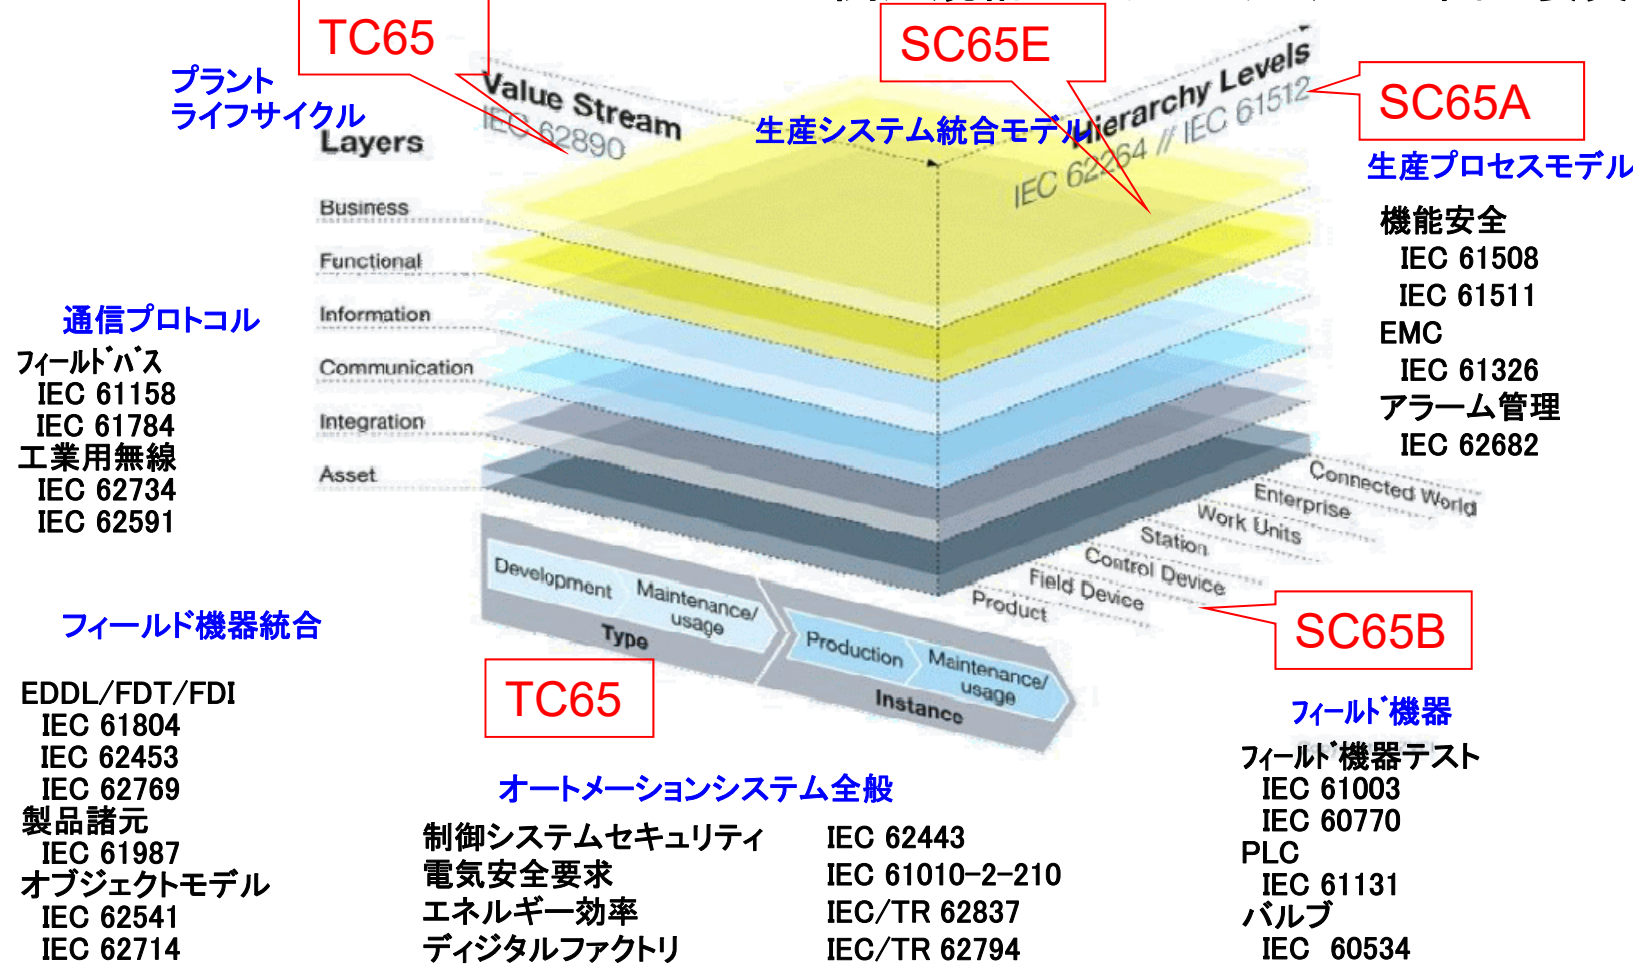 TC65
SC65E
SC65A
プラント
ライフサイクル
Value Stream
IEC 62890
Hierarchy Levels
IEC 62264 // IEC 61512
生産システム統合モデル
生産プロセスモデル
Layers
Business
Functional
Information
Communication
Integration
Asset
機能安全
IEC 61508
IEC 61511
EMC
IEC 61326
アラーム管理
IEC 62682
通信プロトコル
フィールドバス
IEC 61158
IEC 61784
工業用無線
IEC 62734
IEC 62591
Connected World
Enterprise
Work Units
Station
Control Device
Field Device
Product
Development
Maintenance/
usage
Type
Production
Maintenance/
usage
Instance
TC65
SC65B
フィールド機器統合
EDDL/FDT/FDI
IEC 61804
IEC 62453
IEC 62769
製品諸元
IEC 61987
オブジェクトモデル
IEC 62541
IEC 62714
オートメーションシステム全般
制御システムセキュリティ IEC 62443
電気安全要求 IEC 61010-2-210
エネルギー効率 IEC/TR 62837
ディジタルファクトリ IEC/TR 62794
フィールド機器
フィールド機器テスト
IEC 61003
IEC 60770
PLC
IEC 61131
バルブ
IEC 60534